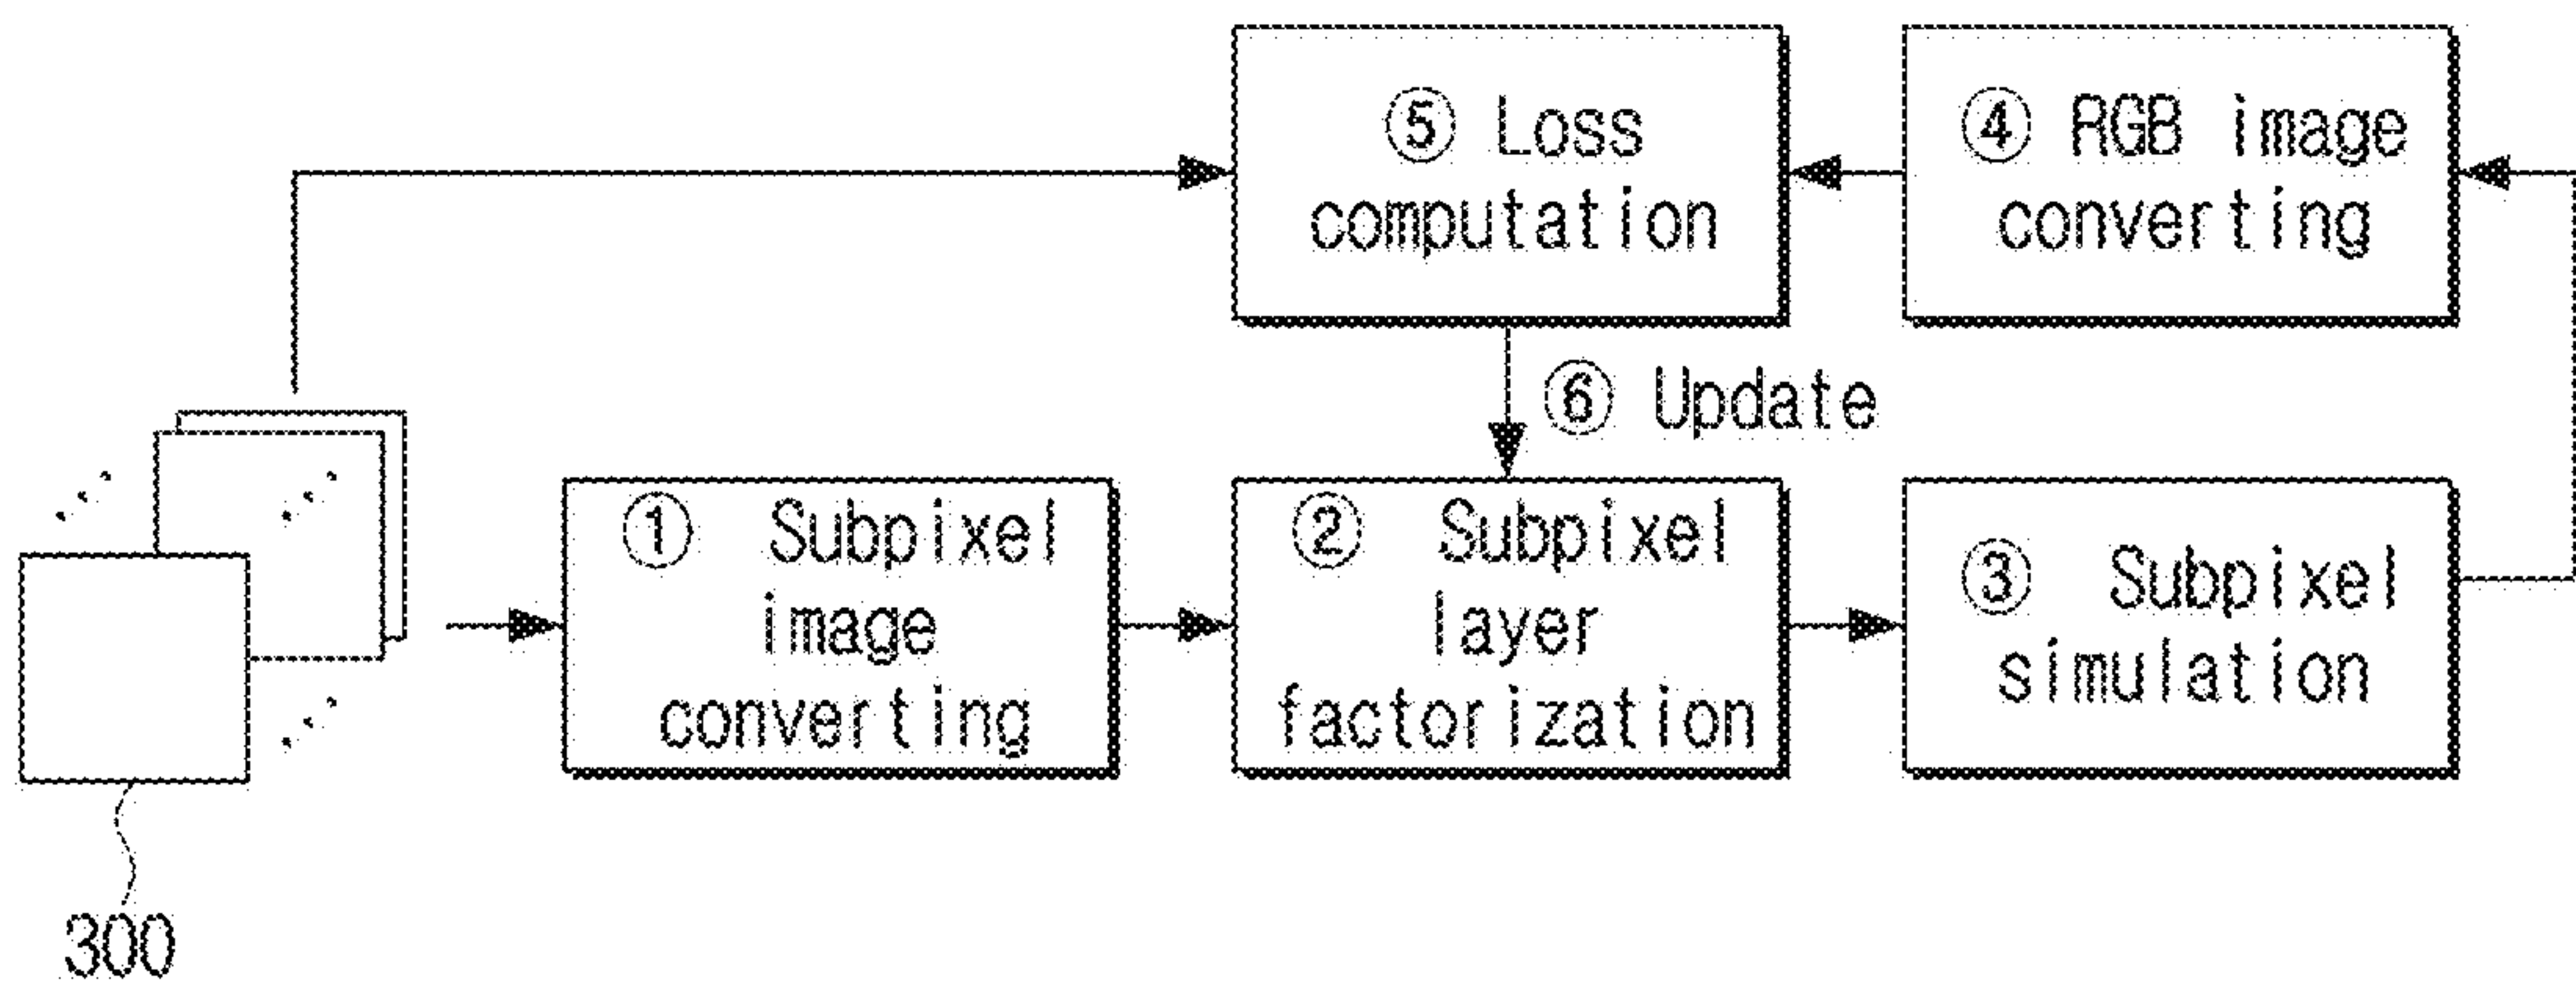 ⑤ Loss
computation
④ RGB image
converting
⑥ Update
① Subpixel
image
converting
② Subpixel
layer
factorization
③ Subpixel
simulation
300